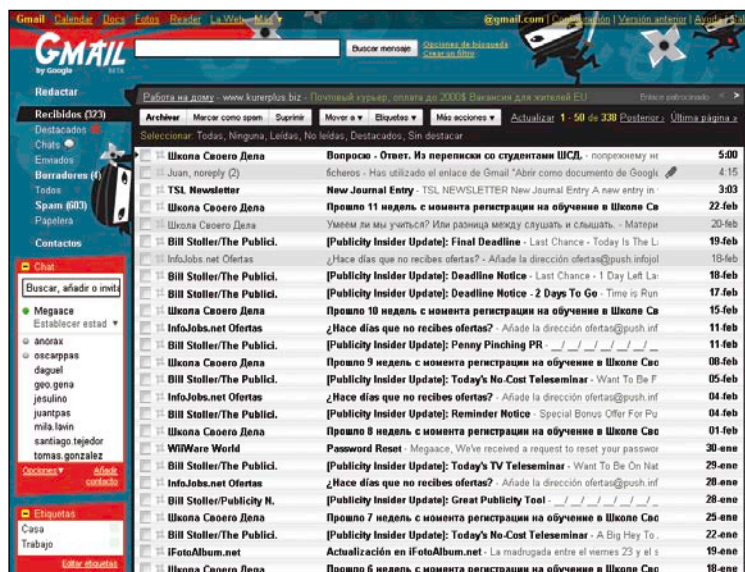 Gmail Calendar Docs Fotos Reader La Web Más ▼ @gmail.com | Configuración | Versión anterior | Ayuda |
GMAIL
by Google BETA
Buscar mensaje
Opciones de búsqueda
Crear un filtro
Redactar
Recibidos (323)
Destacados
Chats
Enviados
Borradores (4)
Todos
Spam (603)
Papelera
Contactos
Chat
Buscar, añadir o invita
Megaace
Establecer estad ▼
anorax
oscarppas
daguel
geo.gena
jesulino
juantpas
mila.lavin
santiago.tejedor
tomas.gonzalez
Opciones ▼ Añadir
contacto
Etiquetas
Casa
Trabajo
Editar etiquetas
Работа на дому - www.kurerplus.biz - Почтовый курьер, оплата до 2000$ Вакансия для жителей EU Enlace patrocinado < >
Archivar Marcar como spam Suprimir Mover a ▼ Etiquetas ▼ Más acciones ▼ Actualizar 1 - 50 de 338 Posterior › Última página »
Seleccionar: Todas, Ninguna, Leídas, No leídas, Destacados, Sin destacar
Школа Своего Дела Вопросю - Ответ. Из переписки со студентами ШСД. - попрежнему не 5:00
Juan, noreply (2) ficheros - Has utilizado el enlace de Gmail "Abrir como documento de Google 4:15
TSL Newsletter New Journal Entry - TSL NEWSLETTER New Journal Entry A new entry in 3:03
Школа Своего Дела Прошло 11 недель с момента регистрации на обучение в Школе Св 22-feb
Школа Своего Дела Умеем ли мы учиться? Или разница между слушать и слышать. - Матери 20-feb
Bill Stoller/The Publici. [Publicity Insider Update]: Final Deadline - Last Chance - Today Is The La 19-feb
InfoJobs.net Ofertas ¿Hace días que no recibes ofertas? - Añade la dirección ofertas@push.infojol 18-feb
Bill Stoller/The Publici. [Publicity Insider Update]: Deadline Notice - Last Chance - 1 Day Left Las 18-feb
Bill Stoller/The Publici. [Publicity Insider Update]: Deadline Notice - 2 Days To Go - Time is Run 17-feb
Школа Своего Дела Прошло 10 недель с момента регистрации на обучение в Школе Св 15-feb
InfoJobs.net Ofertas ¿Hace días que no recibes ofertas? - Añade la dirección ofertas@push.inf 11-feb
Bill Stoller/The Publici. [Publicity Insider Update]: Penny Pinching PR - __/__/__/__/__/__/__ 11-feb
Школа Своего Дела Прошло 9 недель с момента регистрации на обучение в Школе Сво 08-feb
Bill Stoller/The Publici. [Publicity Insider Update]: Today's No-Cost Teleseminar - Want To Be F 05-feb
InfoJobs.net Ofertas ¿Hace días que no recibes ofertas? - Añade la dirección ofertas@push.inf 04-feb
Bill Stoller/The Publici. [Publicity Insider Update]: Reminder Notice - Special Bonus Offer For Pu 04-feb
Школа Своего Дела Прошло 8 недель с момента регистрации на обучение в Школе Сво 01-feb
WiiWare World Password Reset - Megaace, We've received a request to reset your passwor 30-ene
Bill Stoller/The Publici. [Publicity Insider Update]: Today's TV Teleseminar - Want To Be On Nat 29-ene
InfoJobs.net Ofertas ¿Hace días que no recibes ofertas? - Añade la dirección ofertas@push.inf 28-ene
Bill Stoller/Publicity N. [Publicity Insider Update]: Great Publicity Tool - __/__/__/__/__/__/__ 28-ene
Школа Своего Дела Прошло 7 недель с момента регистрации на обучение в Школе Сво 25-ene
Bill Stoller/The Publici. [Publicity Insider Update]: Today's No-Cost Teleseminar - A Big Hey To . 22-ene
iFotoAlbum.net Actualización en iFotoAlbum.net - La madrugada entre el viernes 23 y el s 19-ene
Школа Своего Дела Прошло 6 недель с момента регистрации на обучение в Школе Сво 18-ene